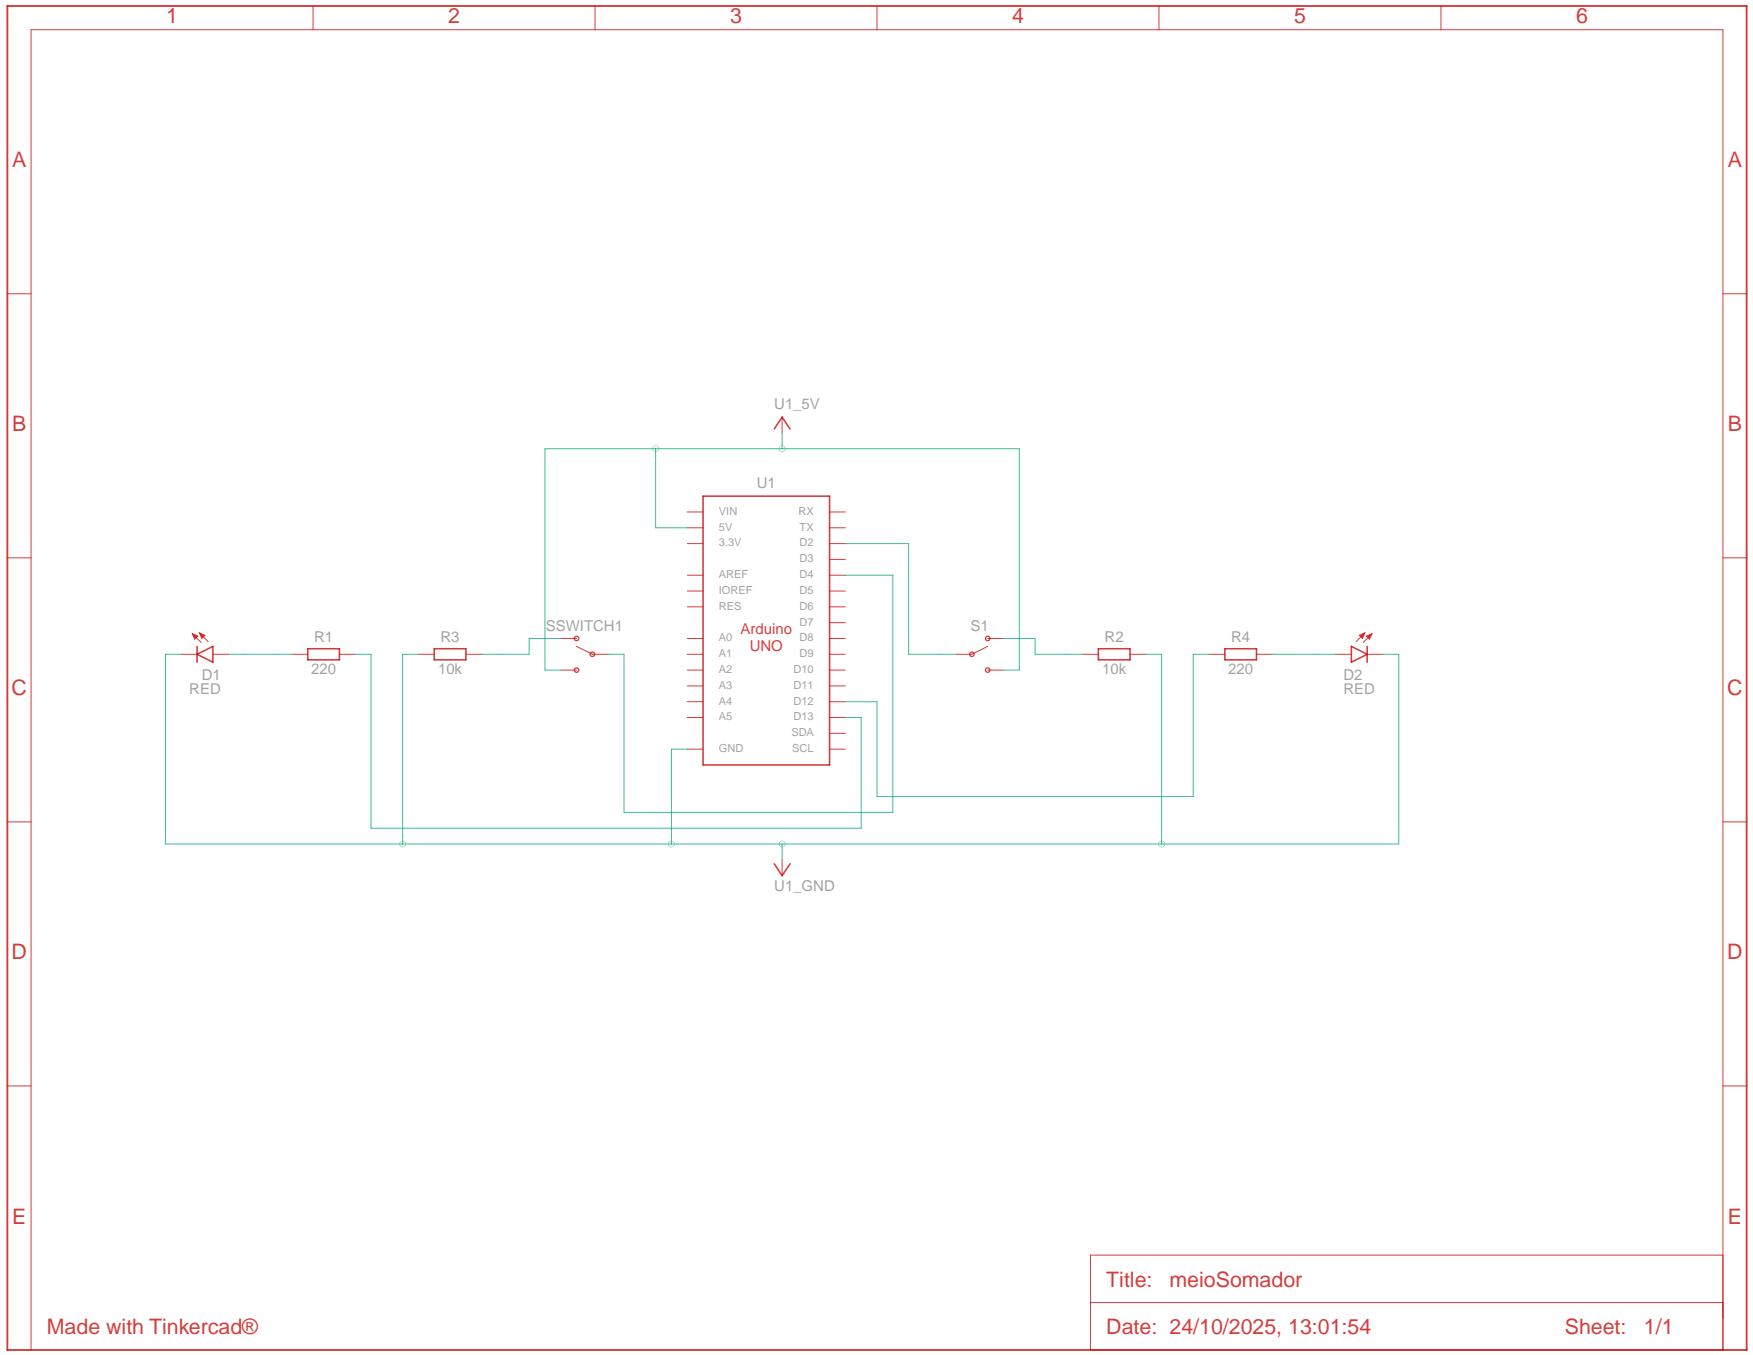 1 2 3 4 5 6
A A
U1_5V
B B
U1
VIN RX
5V TX
3.3V D2
D3
AREF D4
IOREF D5
RES D6
D7
A0 D8
A1 D9
A2 D10
A3 D11
A4 D12
A5 D13
SDA
GND SCL
Arduino
UNO
SSWITCH1
S1
R1
220
R3
10k
R2
10k
R4
220
D1
RED
D2
RED
C C
U1_GND
D D
E E
Title: meioSomador
Made with Tinkercad®
Date: 24/10/2025, 13:01:54 Sheet: 1/1